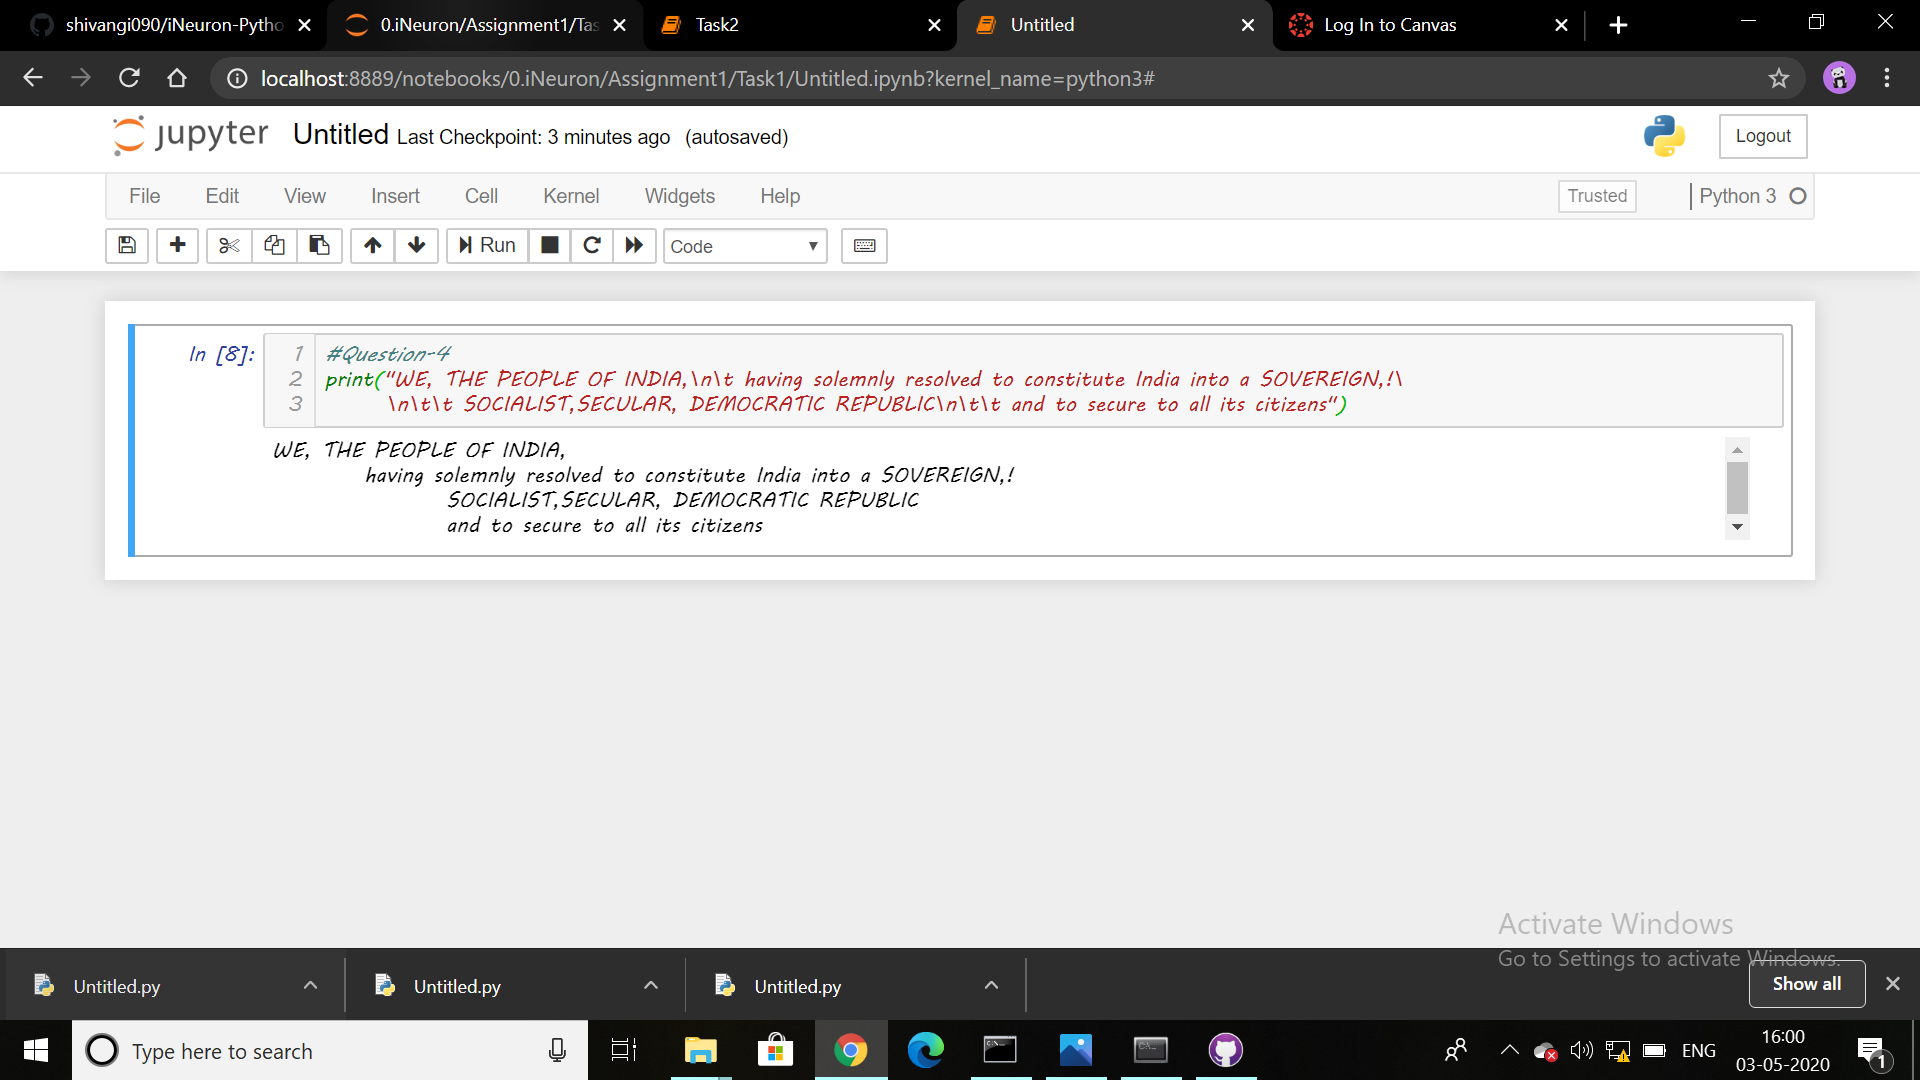 shivangi090/iNeuron-Pytho
0.iNeuron/Assignment1/Tas
Task2
Untitled
Log In to Canvas
localhost:8889/notebooks/0.iNeuron/Assignment1/Task1/Untitled.ipynb?kernel_name=python3#
jupyter Untitled Last Checkpoint: 3 minutes ago (autosaved)
Logout
File Edit View Insert Cell Kernel Widgets Help
Trusted
Python 3
Run
Code
In [8]:
1 #Question-4
2 print("WE, THE PEOPLE OF INDIA,\n\t having solemnly resolved to constitute India into a SOVEREIGN,!\
3 \n\t\t SOCIALIST,SECULAR, DEMOCRATIC REPUBLIC\n\t\t and to secure to all its citizens")
WE, THE PEOPLE OF INDIA,
having solemnly resolved to constitute India into a SOVEREIGN,!
SOCIALIST,SECULAR, DEMOCRATIC REPUBLIC
and to secure to all its citizens
Activate Windows
Go to Settings to activate Windows.
Untitled.py
Untitled.py
Untitled.py
Show all
Type here to search
ENG
16:00
03-05-2020
1